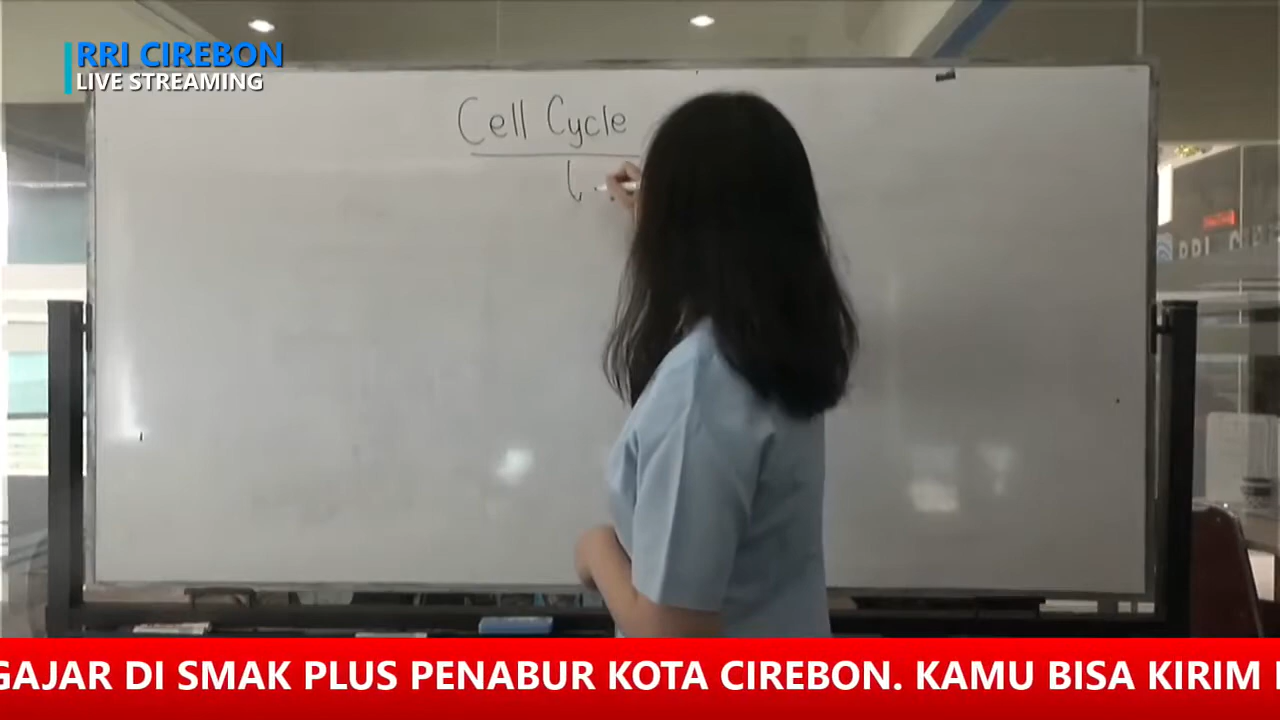 RRI CIREBON
LIVE STREAMING
Cell Cycle
GAJAR DI SMAK PLUS PENABUR KOTA CIREBON. KAMU BISA KIRIM